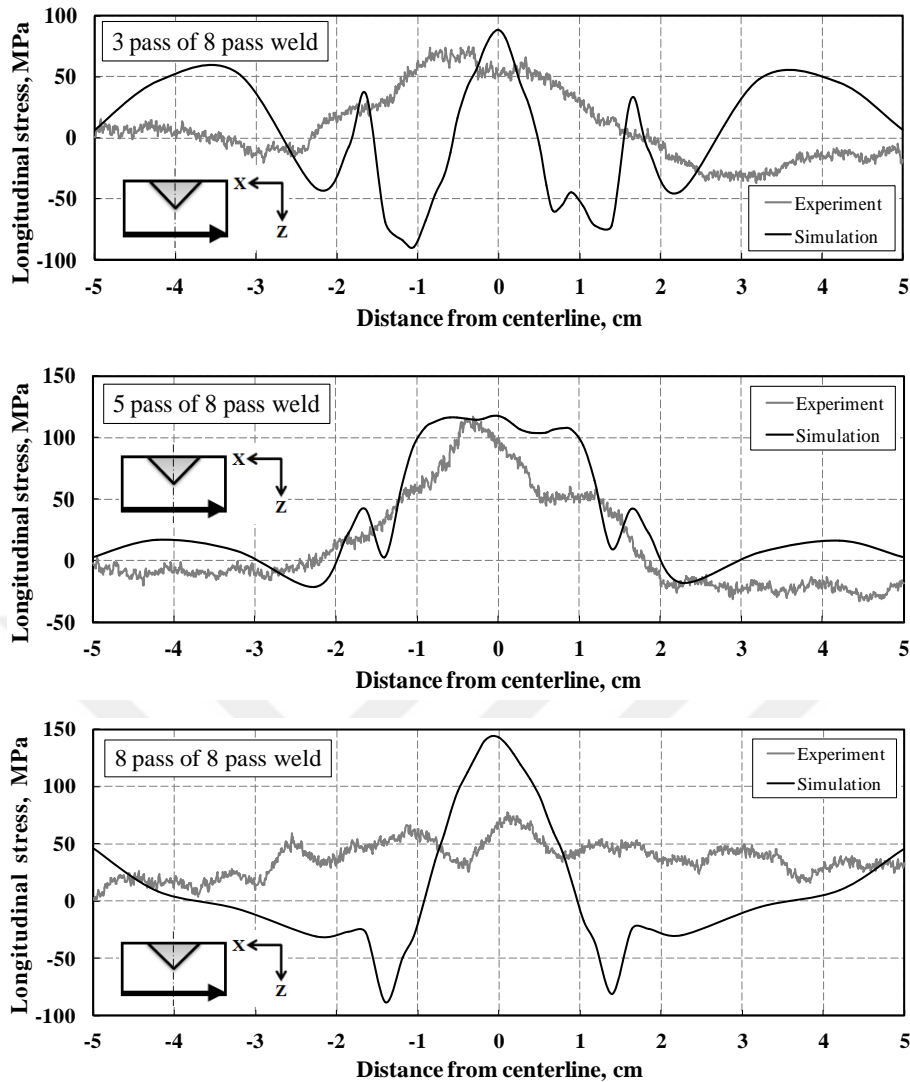 3 pass of 8 pass weld
Longitudinal stress, MPa
100
50
0
-50
-100
X
Z
Experiment
Simulation
-5 -4 -3 -2 -1 0 1 2 3 4 5
Distance from centerline, cm
5 pass of 8 pass weld
Longitudinal stress, MPa
150
100
50
0
-50
X
Z
Experiment
Simulation
-5 -4 -3 -2 -1 0 1 2 3 4 5
Distance from centerline, cm
8 pass of 8 pass weld
Longitudinal stress, MPa
150
100
50
0
-50
-100
X
Z
Experiment
Simulation
-5 -4 -3 -2 -1 0 1 2 3 4 5
Distance from centerline, cm